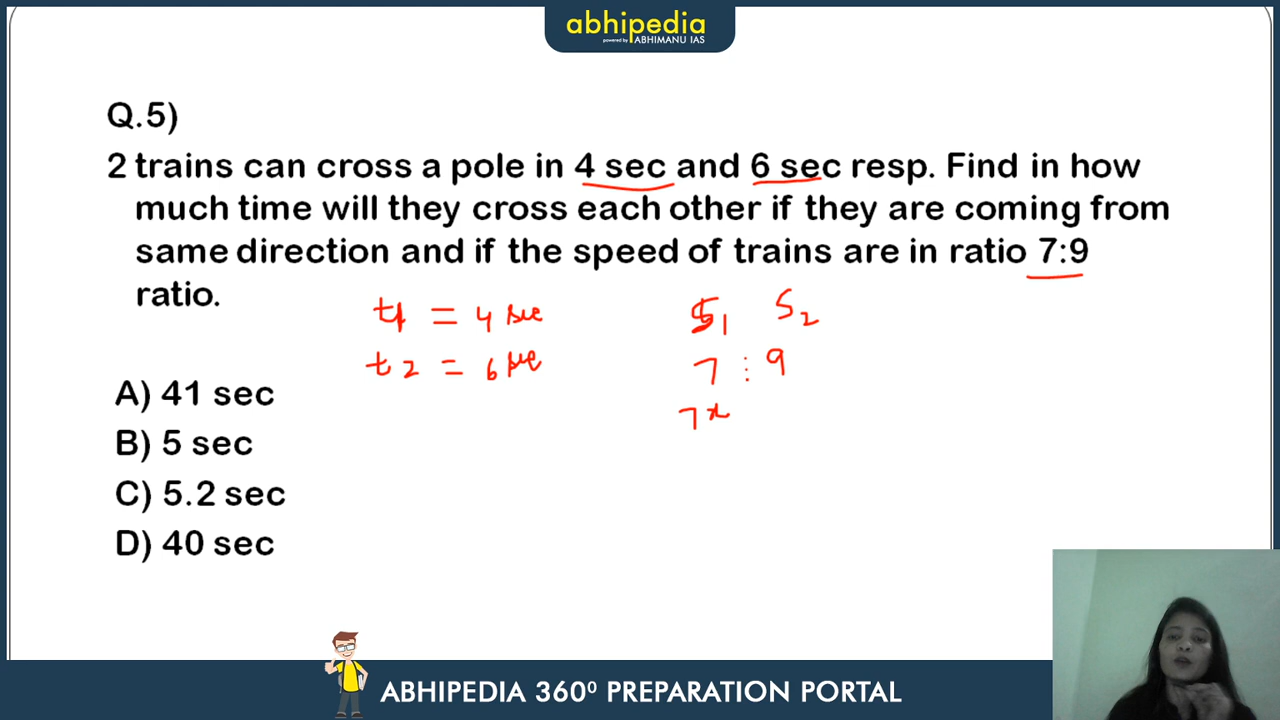 abhipedia
powered by ABHIMANU IAS
Q.5)
2 trains can cross a pole in 4 sec and 6 sec resp. Find in how
much time will they cross each other if they are coming from
same direction and if the speed of trains are in ratio 7:9
ratio.
t1 = 4 sec
t2 = 6 sec
S1 S2
7 : 9
7x
A) 41 sec
B) 5 sec
C) 5.2 sec
D) 40 sec
ABHIPEDIA 360⁰ PREPARATION PORTAL